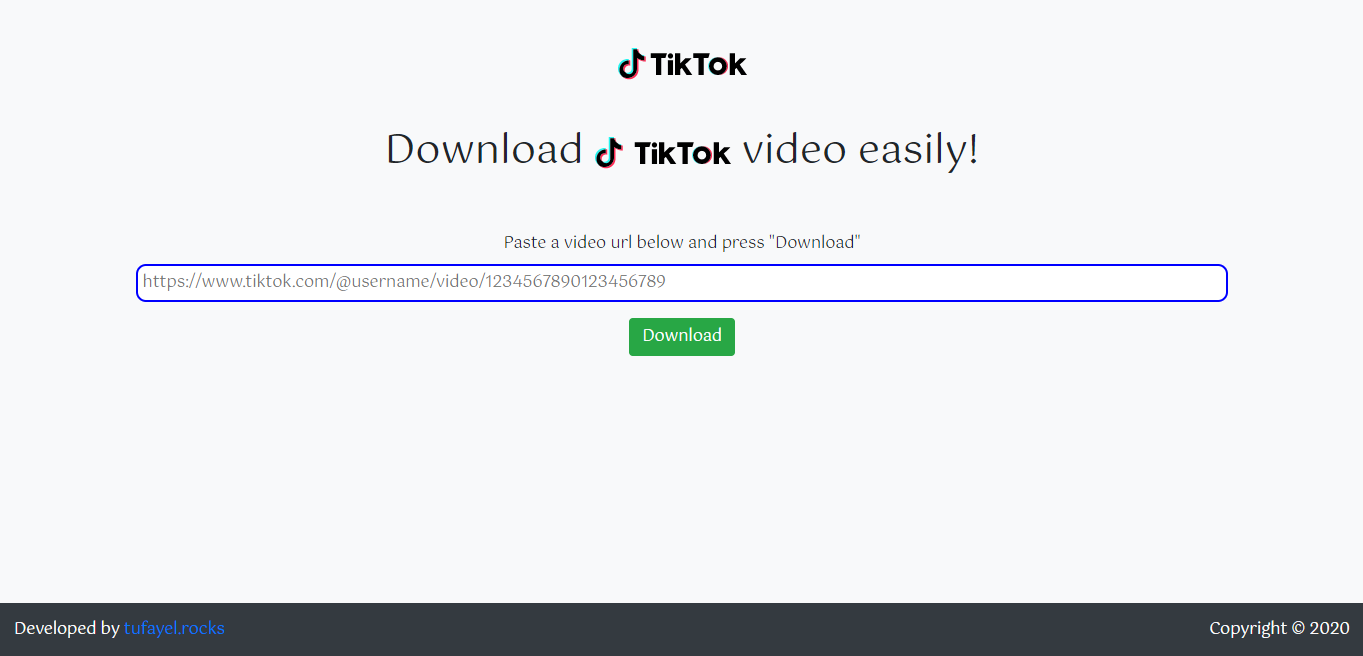 TikTok
Download TikTok video easily!
Paste a video url below and press "Download"
https://www.tiktok.com/@username/video/1234567890123456789
Download
Developed by tufayel.rocks
Copyright © 2020